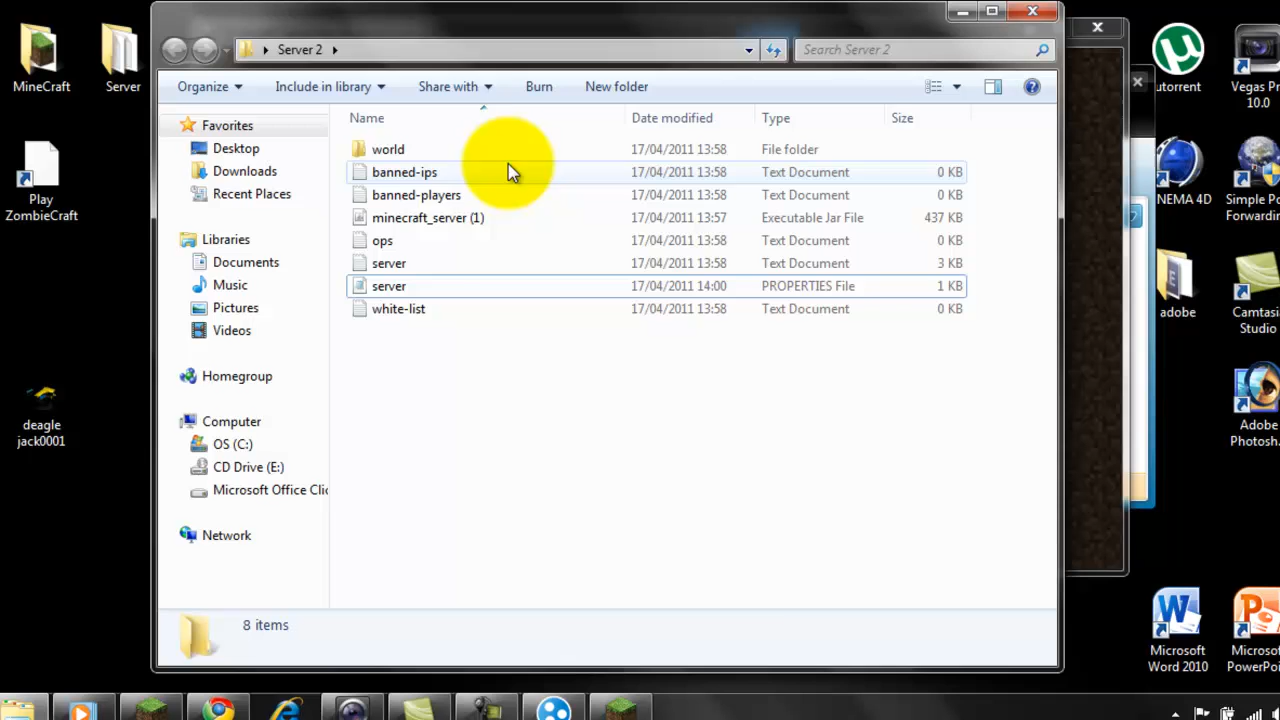 MineCraft
Server
Play
ZombieCraft
deagle
jack0001
Server 2
Search Server 2
Organize
Include in library
Share with
Burn
New folder
Favorites
Desktop
Downloads
Recent Places
Libraries
Documents
Music
Pictures
Videos
Homegroup
Computer
OS (C:)
CD Drive (E:)
Microsoft Office Clic
Network
Name Date modified Type Size
world 17/04/2011 13:58 File folder
banned-ips 17/04/2011 13:58 Text Document 0 KB
banned-players 17/04/2011 13:58 Text Document 0 KB
minecraft_server (1) 17/04/2011 13:57 Executable Jar File 437 KB
ops 17/04/2011 13:58 Text Document 0 KB
server 17/04/2011 13:58 Text Document 3 KB
server 17/04/2011 14:00 PROPERTIES File 1 KB
white-list 17/04/2011 13:58 Text Document 0 KB
8 items
utorrent
Vegas Pr
10.0
NEMA 4D
Simple Po
Forwardin
adobe
Camtasi
Studio
Adobe
Photosh..
Microsoft
Word 2010
Microso
PowerPoi